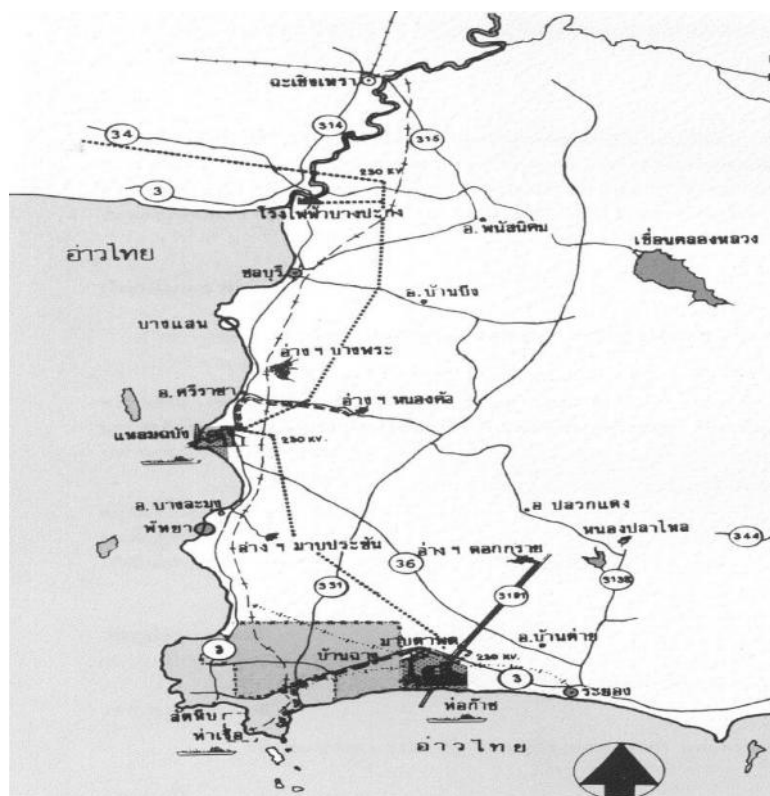 ฉะเชิงเทรา
314
315
34
230 KV.
3
โรงไฟฟ้าบางปะกง
อ. พนัสนิคม
เขื่อนคลองหลวง
อ่าวไทย
ชลบุรี
อ.บ้านบึง
บางแสน
อ่าง ฯ บางพระ
อ. ศรีราชา
อ่าง ฯ หนองค้อ
แหลมฉบัง
230 KV.
อ. ปลวกแดง
อ. บางละมุง
หนองปลาไหล
พัทยา
344
อ่าง ฯ มาบประชัน
36
อ่าง ฯ ดอกกราย
331
3191
3138
3
มาบตาพุด
อ.บ้านค่าย
บ้านฉาง
230 KV.
3
ระยอง
สัตหีบ
ท่อก๊าซ
ท่าเรือ
อ่าวไทย